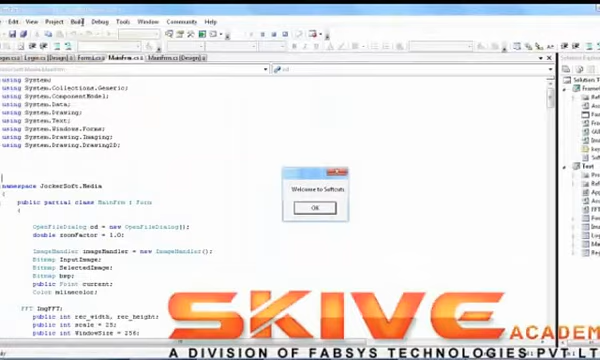 Edit View Project Build Debug Tools Window Community Help
Login.cs [Design] Form1.cs MainFrm.cs MainFrm.cs [Design]
using System;
using System.Collections.Generic;
using System.ComponentModel;
using System.Data;
using System.Drawing;
using System.Text;
using System.Windows.Forms;
using System.Drawing.Imaging;
using System.Drawing.Drawing2D;
namespace JockerSoft.Media
{
public partial class MainFrm : Form
{
OpenFileDialog od = new OpenFileDialog();
double zoomFactor = 1.0;
ImageHandler imageHandler = new ImageHandler();
Bitmap InputImage;
Bitmap SelectedImage;
Bitmap bmp;
public Point current;
Color mlinecolor;
FFT ImgFFT;
public int rec_width, rec_height;
public int scale = 25;
public int WindowSize = 256;
Welcome to Softcuts
OK
Solution
Test
SKIVE
ACADEM
A DIVISION OF FABSYS TECHNOLOGIES PVT.LT